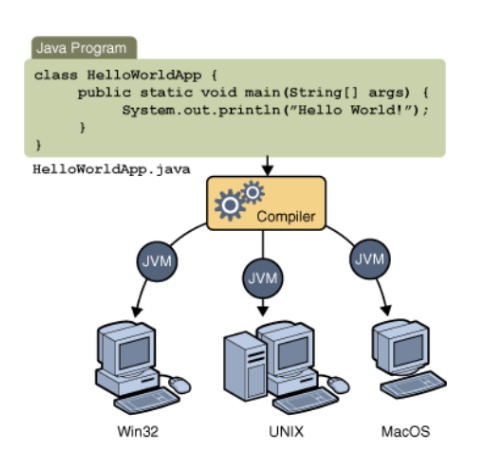 Java Program
class HelloWorldApp {
public static void main(String[] args) {
System.out.println("Hello World!");
}
}
HelloWorldApp.java
Compiler
JVM
JVM
JVM
Win32
UNIX
MacOS